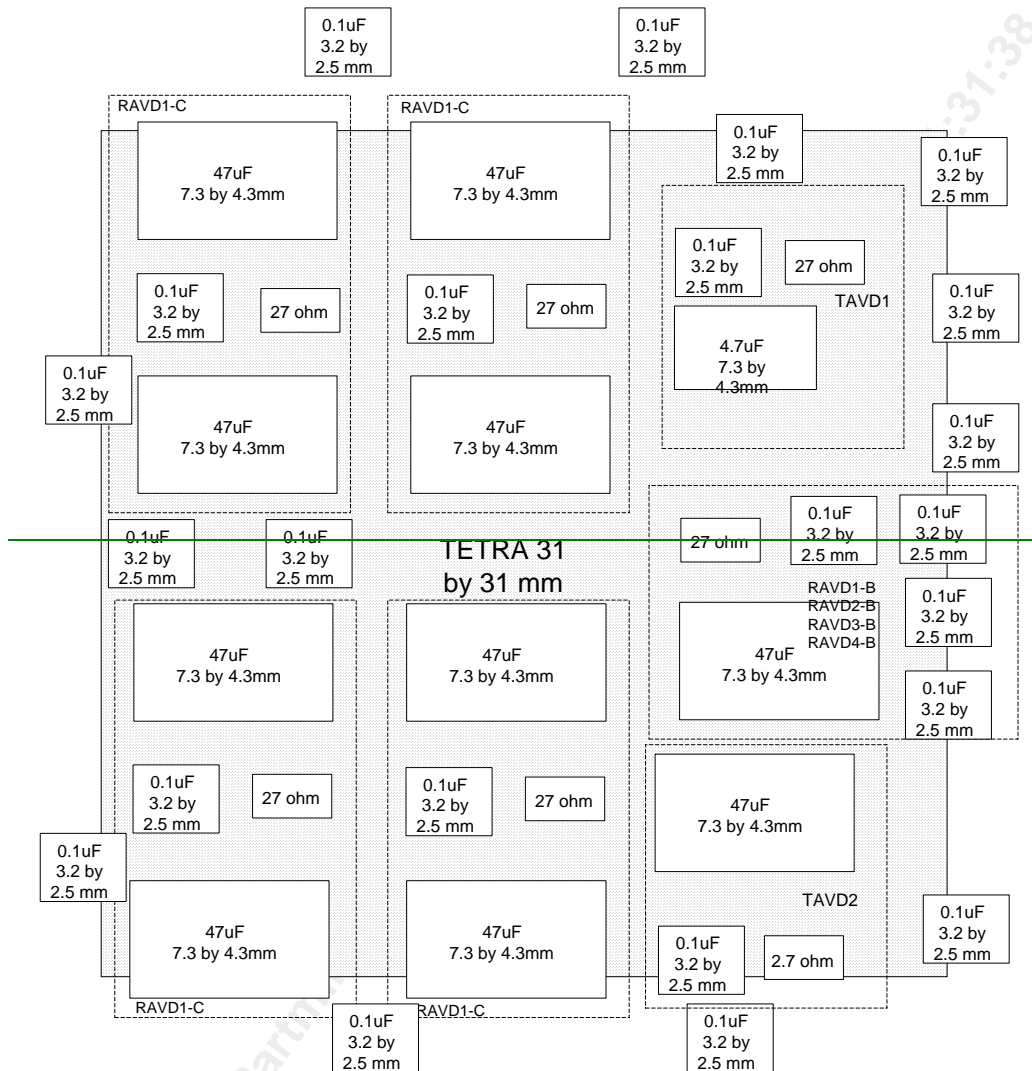 0.1uF
3.2 by
2.5 mm
0.1uF
3.2 by
2.5 mm
:31:38
RAVD1-C
47uF
7.3 by 4.3mm
0.1uF
3.2 by
2.5 mm
27 ohm
47uF
7.3 by 4.3mm
RAVD1-C
47uF
7.3 by 4.3mm
0.1uF
3.2 by
2.5 mm
27 ohm
47uF
7.3 by 4.3mm
0.1uF
3.2 by
2.5 mm
0.1uF
3.2 by
2.5 mm
0.1uF
3.2 by
2.5 mm
27 ohm
TAVD1
4.7uF
7.3 by
4.3mm
0.1uF
3.2 by
2.5 mm
0.1uF
3.2 by
2.5 mm
0.1uF
3.2 by
2.5 mm
0.1uF
3.2 by
2.5 mm
0.1uF
3.2 by
2.5 mm
TETRA 31
by 31 mm
27 ohm
0.1uF
3.2 by
2.5 mm
0.1uF
3.2 by
2.5 mm
RAVD1-B
RAVD2-B
RAVD3-B
RAVD4-B
0.1uF
3.2 by
2.5 mm
47uF
7.3 by 4.3mm
0.1uF
3.2 by
2.5 mm
47uF
7.3 by 4.3mm
0.1uF
3.2 by
2.5 mm
27 ohm
47uF
7.3 by 4.3mm
RAVD1-C
47uF
7.3 by 4.3mm
0.1uF
3.2 by
2.5 mm
27 ohm
47uF
7.3 by 4.3mm
RAVD1-C
0.1uF
3.2 by
2.5 mm
47uF
7.3 by 4.3mm
TAVD2
0.1uF
3.2 by
2.5 mm
2.7 ohm
0.1uF
3.2 by
2.5 mm
0.1uF
3.2 by
2.5 mm
0.1uF
3.2 by
2.5 mm